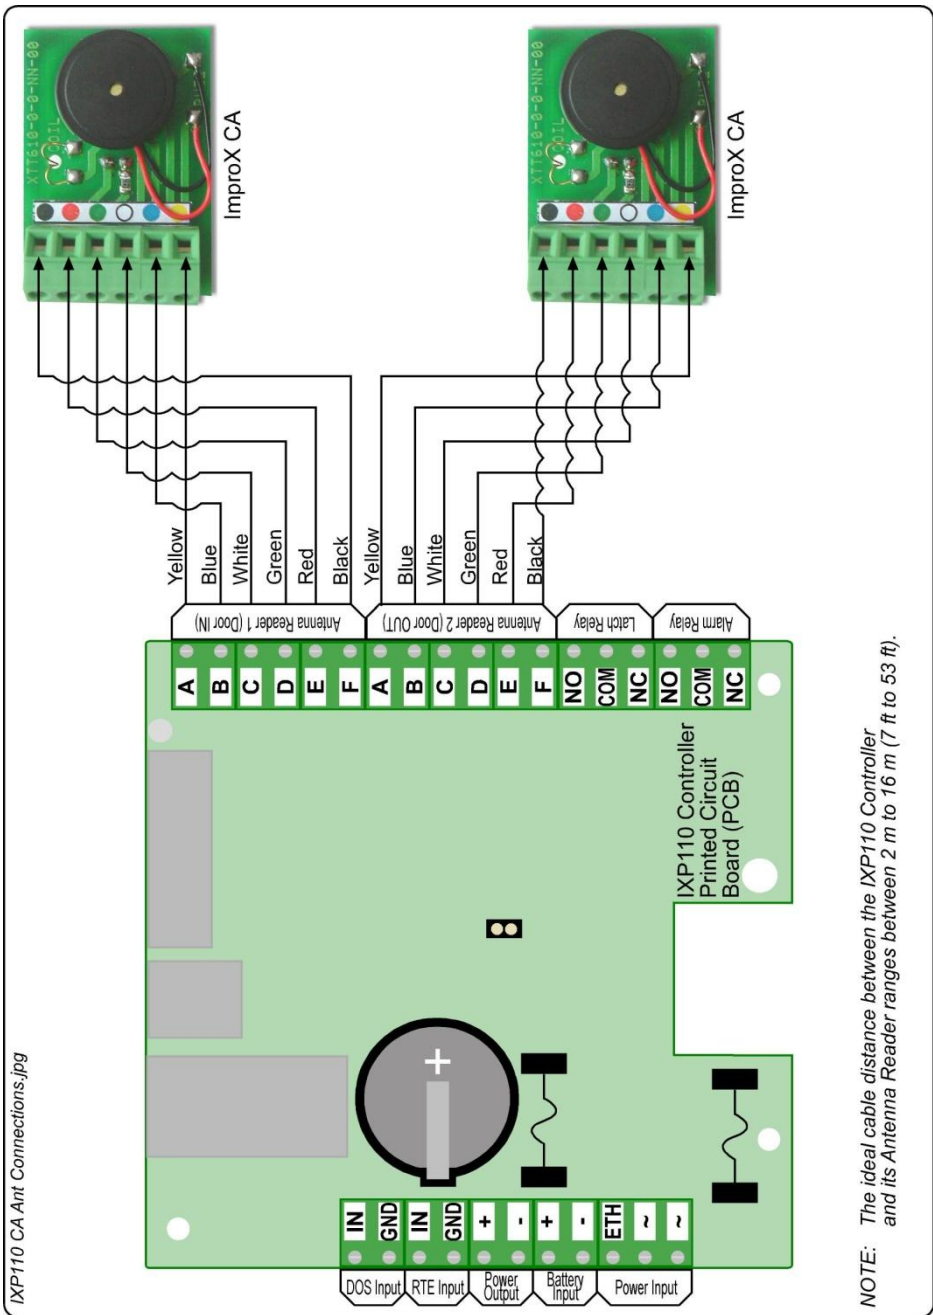 IXP110 CA Ant Connections.jpg
XTT610-0-0-NN-00
COIL
ImproX CA
XTT610-0-0-NN-00
COIL
ImproX CA
Yellow
Blue
White
Green
Red
Black
Yellow
Blue
White
Green
Red
Black
Antenna Reader 1 (Door IN)
Antenna Reader 2 (Door OUT)
Latch Relay
Alarm Relay
A
B
C
D
E
F
A
B
C
D
E
F
NO
COM
NC
NO
COM
NC
IXP110 Controller
Printed Circuit
Board (PCB)
+
IN
GND
IN
GND
+
-
+
-
ETH
~
~
DOS Input
RTE Input
Power
Output
Battery
Input
Power Input
NOTE: The ideal cable distance between the IXP110 Controller
and its Antenna Reader ranges between 2 m to 16 m (7 ft to 53 ft).